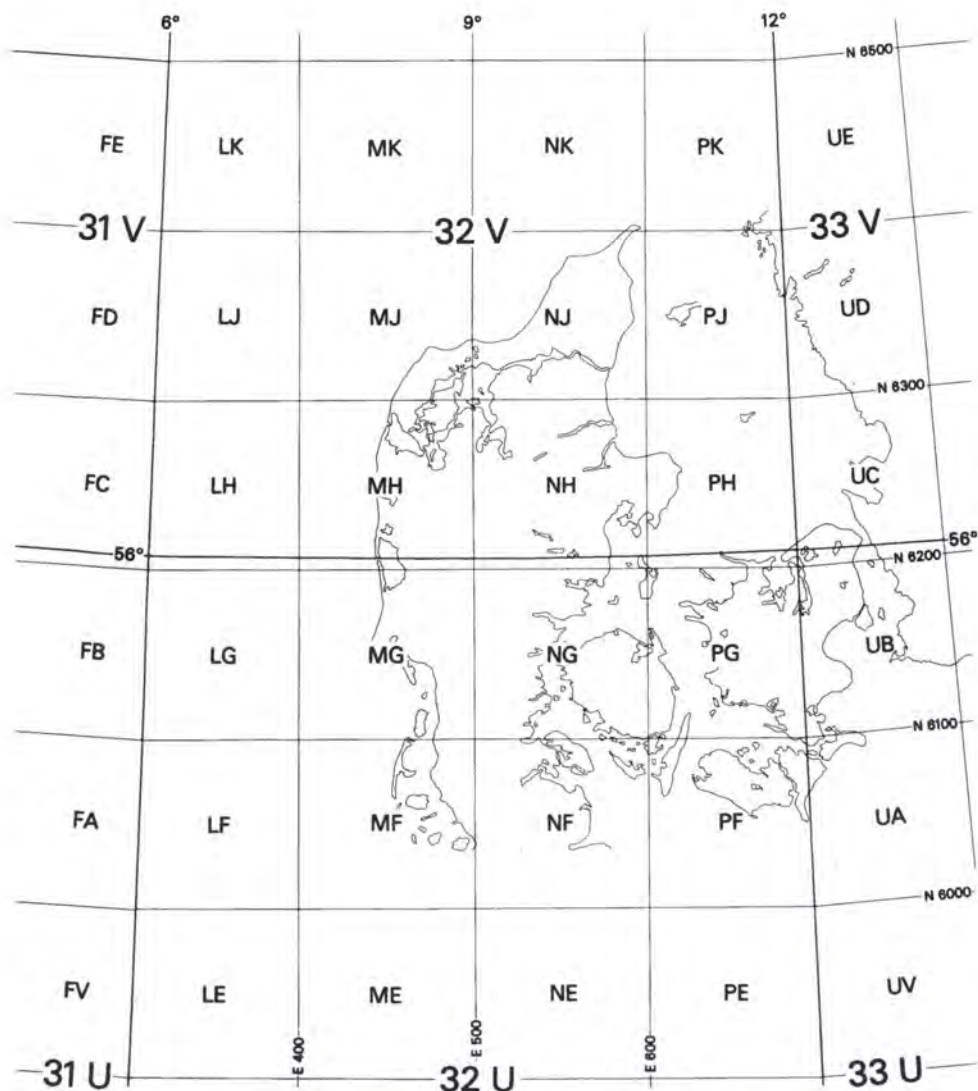 6° 9° 12°
N 6500
FE LK MK NK PK UE
31 V 32 V 33 V
FD LJ MJ NJ PJ UD
N 6300
FC LH MH NH PH UC
56° 56°
N 6200
FB LG MG NG PG UB
N 6100
FA LF MF NF PF UA
N 6000
FV LE ME NE PE UV
E 400 E 500 E 600
31 U 32 U 33 U